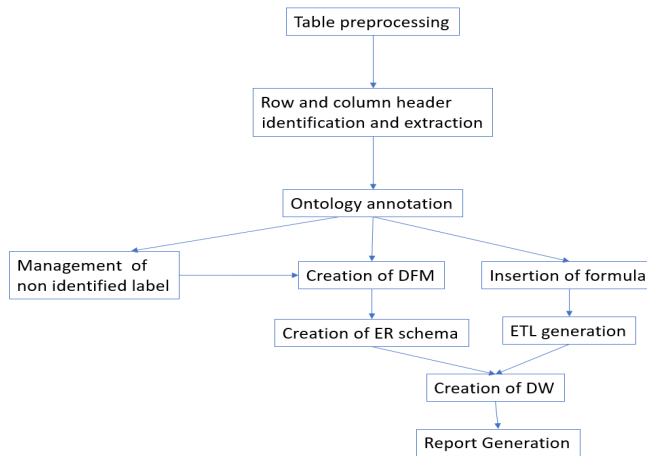 Table preprocessing
Row and column header
identification and extraction
Ontology annotation
Management of
non identified label
Creation of DFM
Insertion of formula
Creation of ER schema
ETL generation
Creation of DW
Report Generation